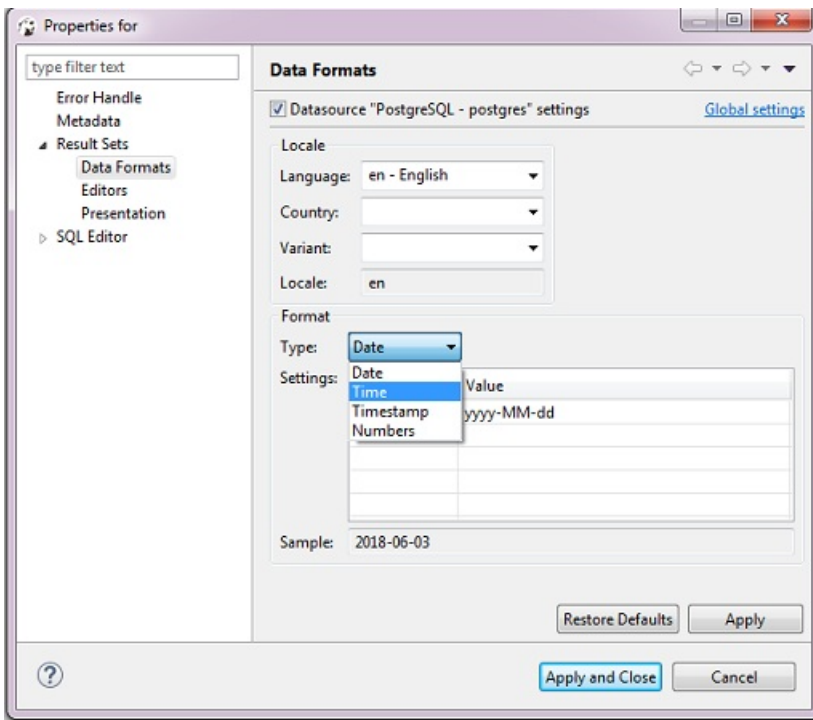 Properties for
type filter text
Error Handle
Metadata
Result Sets
Data Formats
Editors
Presentation
SQL Editor
Data Formats
Datasource "PostgreSQL - postgres" settings Global settings
Locale
Language: en - English
Country:
Variant:
Locale: en
Format
Type: Date
Settings: Date
Time Value
Timestamp yyyy-MM-dd
Numbers
Sample: 2018-06-03
Restore Defaults Apply
? Apply and Close Cancel